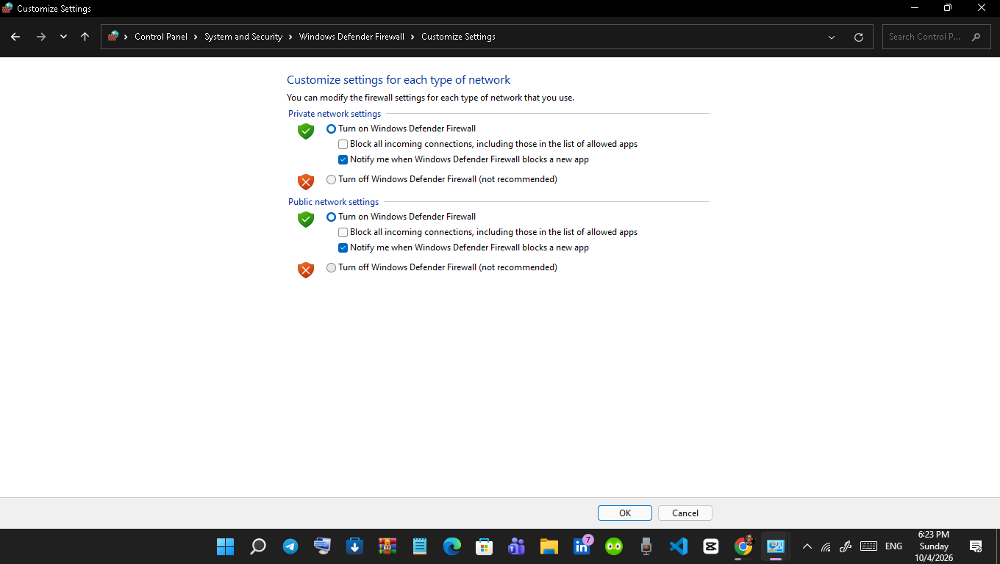 Customize Settings
Control Panel > System and Security > Windows Defender Firewall > Customize Settings
Search Control P...
Customize settings for each type of network
You can modify the firewall settings for each type of network that you use.
Private network settings
Turn on Windows Defender Firewall
Block all incoming connections, including those in the list of allowed apps
Notify me when Windows Defender Firewall blocks a new app
Turn off Windows Defender Firewall (not recommended)
Public network settings
Turn on Windows Defender Firewall
Block all incoming connections, including those in the list of allowed apps
Notify me when Windows Defender Firewall blocks a new app
Turn off Windows Defender Firewall (not recommended)
OK Cancel
7
ENG
6:23 PM
Sunday
10/4/2026